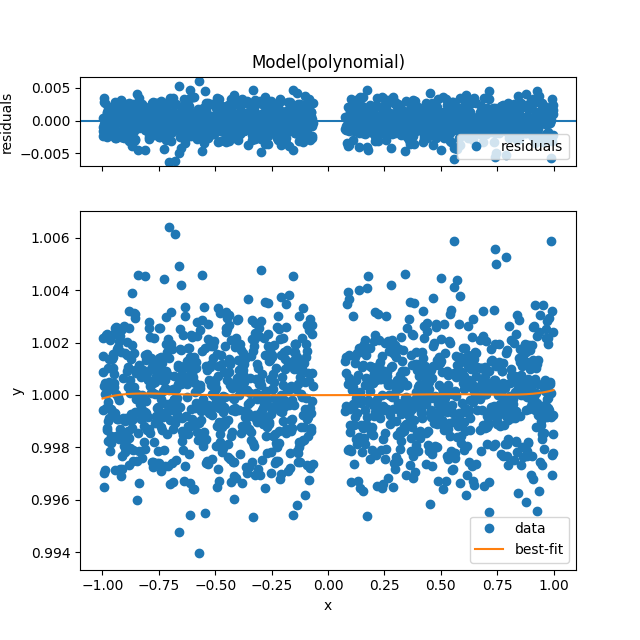 Model(polynomial)
residuals
0.005
0.000
−0.005
residuals
y
1.006
1.004
1.002
1.000
0.998
0.996
0.994
data
best-fit
−1.00 −0.75 −0.50 −0.25 0.00 0.25 0.50 0.75 1.00
x